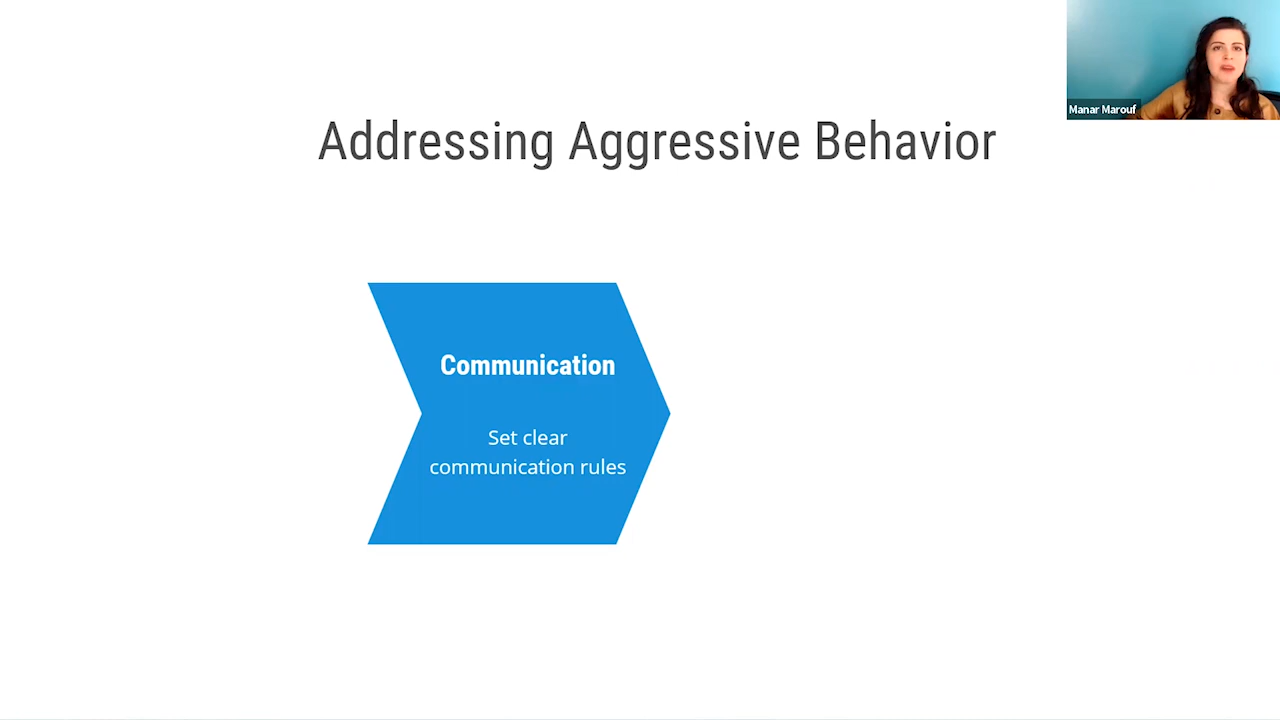 Manar Marouf
Addressing Aggressive Behavior
Communication
Set clear
communication rules